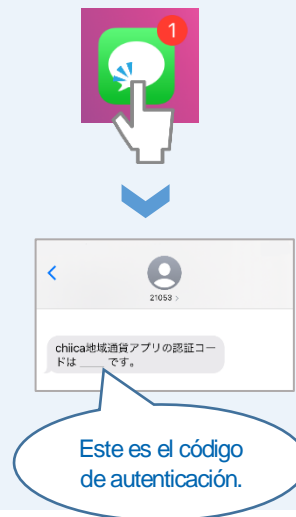 1
21053 >
chiica地域通貨アプリの認証コー
ドは ____ です。
Este es el código
de autenticación.